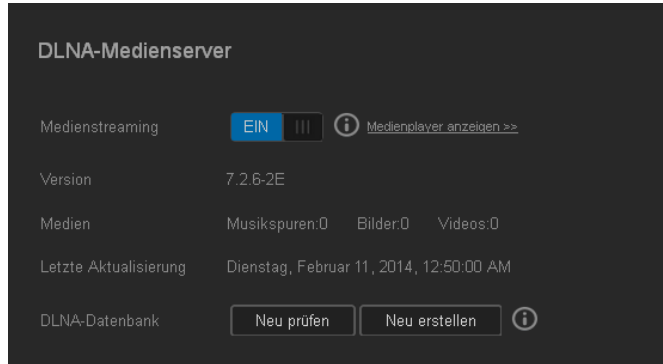 DLNA-Medienserver
Medienstreaming EIN Medienplayer anzeigen >>
Version 7.2.6-2E
Medien Musikspuren:0 Bilder:0 Videos:0
Letzte Aktualisierung Dienstag, Februar 11, 2014, 12:50:00 AM
DLNA-Datenbank Neu prüfen Neu erstellen